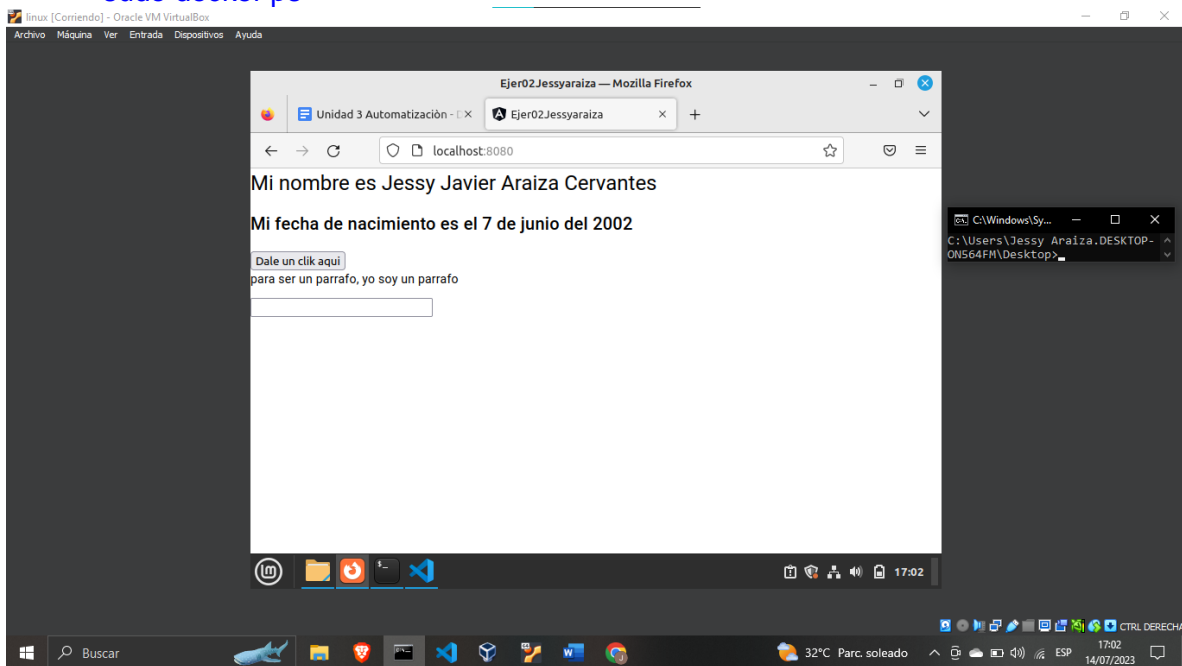 linux [Corriendo] - Oracle VM VirtualBox
Archivo Máquina Ver Entrada Dispositivos Ayuda
Ejer02Jessyaraiza — Mozilla Firefox
Unidad 3 Automatizaciòn -
Ejer02Jessyaraiza
localhost:8080
Mi nombre es Jessy Javier Araiza Cervantes
Mi fecha de nacimiento es el 7 de junio del 2002
Dale un clik aqui
para ser un parrafo, yo soy un parrafo
C:\Windows\Sy...
C:\Users\Jessy Araiza.DESKTOP-
ON564FM\Desktop>
17:02
CTRL DERECHA
Buscar
32°C Parc. soleado
ESP
17:02
14/07/2023